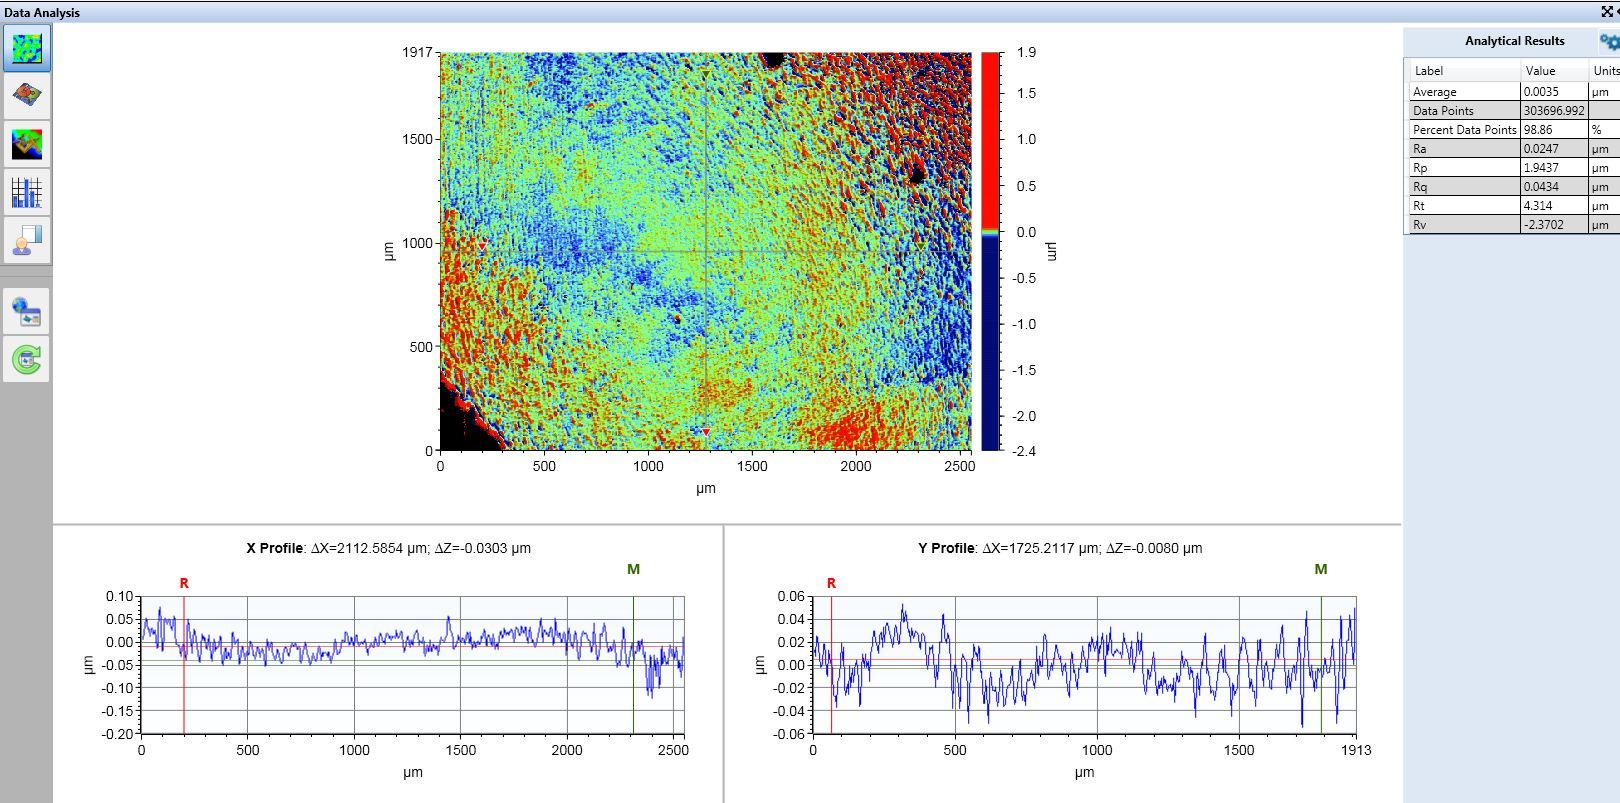 Data Analysis
1917
1500
1000
500
0
µm
0 500 1000 1500 2000 2500
µm
1.9
1.5
1.0
0.5
0.0
-0.5
-1.0
-1.5
-2.0
-2.4
µm
Analytical Results
Label Value Units
Average 0.0035 µm
Data Points 303696.992
Percent Data Points 98.86 %
Ra 0.0247 µm
Rp 1.9437 µm
Rq 0.0434 µm
Rt 4.314 µm
Rv -2.3702 µm
X Profile: ΔX=2112.5854 µm; ΔZ=-0.0303 µm
M
R
0.10
0.05
0.00
-0.05
-0.10
-0.15
-0.20
µm
0 500 1000 1500 2000 2500
µm
Y Profile: ΔX=1725.2117 µm; ΔZ=-0.0080 µm
M
R
0.06
0.04
0.02
0.00
-0.02
-0.04
-0.06
µm
0 500 1000 1500 1913
µm